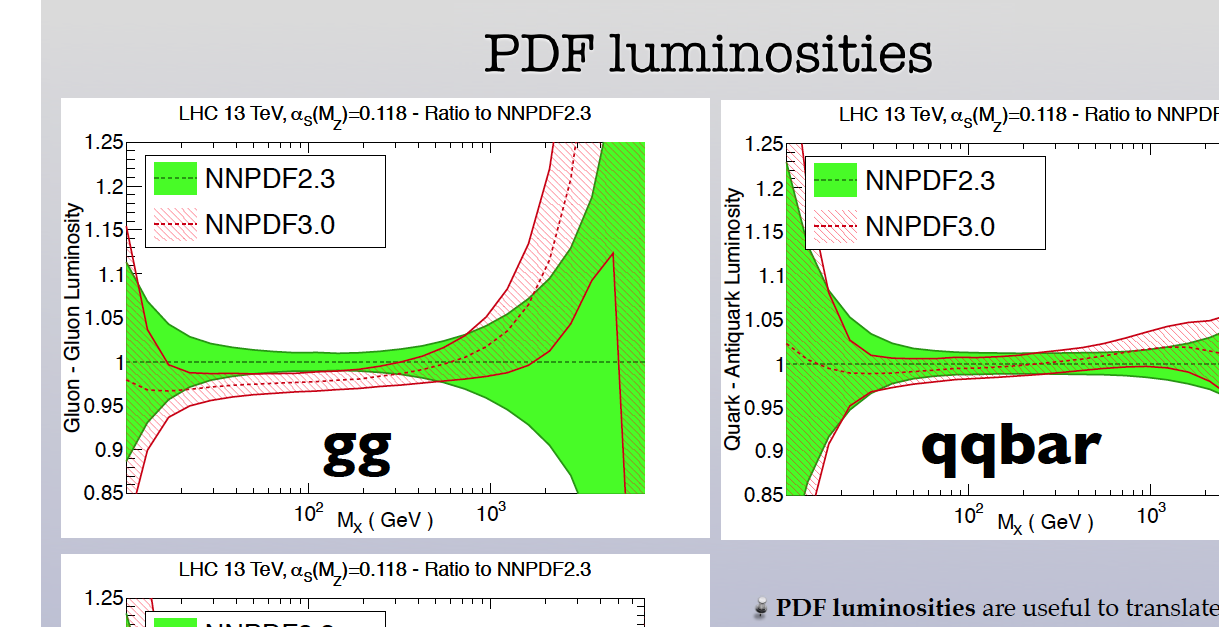 PDF luminosities
LHC 13 TeV, αS(MZ)=0.118 - Ratio to NNPDF2.3
Gluon - Gluon Luminosity
1.25
1.2
1.15
1.1
1.05
1
0.95
0.9
0.85
NNPDF2.3
NNPDF3.0
gg
10²
10³
MX ( GeV )
LHC 13 TeV, αS(MZ)=0.118 - Ratio to NNPDF
Quark - Antiquark Luminosity
1.25
1.2
1.15
1.1
1.05
1
0.95
0.9
0.85
NNPDF2.3
NNPDF3.0
qqbar
10²
10³
MX ( GeV )
LHC 13 TeV, αS(MZ)=0.118 - Ratio to NNPDF2.3
1.25
PDF luminosities are useful to translate